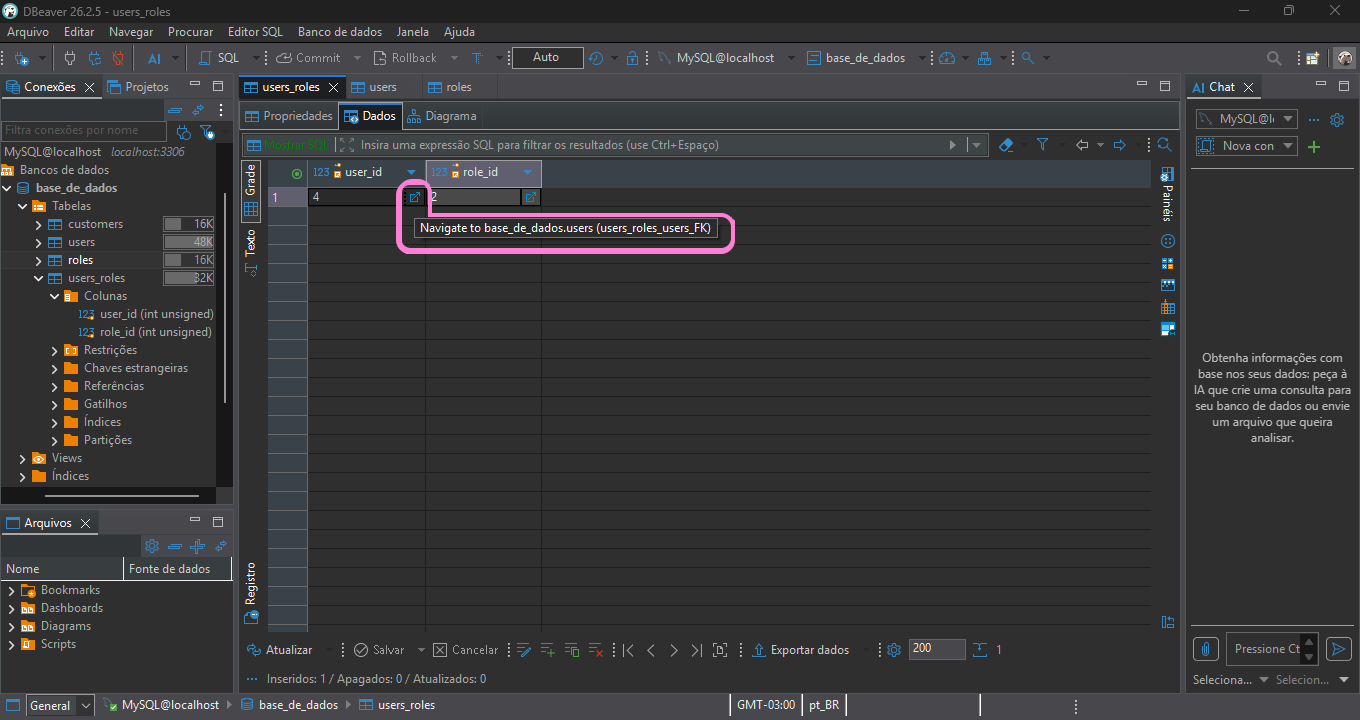 DBeaver 26.2.5 - users_roles
Arquivo Editar Navegar Procurar Editor SQL Banco de dados Janela Ajuda
AI SQL Commit Rollback T Auto MySQL@localhost base_de_dados
Conexões Projetos
Filtra conexões por nome
MySQL@localhost localhost:3306
Bancos de dados
base_de_dados
Tabelas
customers 16K
users 48K
roles 16K
users_roles 32K
Colunas
123 user_id (int unsigned)
123 role_id (int unsigned)
Restrições
Chaves estrangeiras
Referências
Gatilhos
Índices
Partições
Views
Índices
Arquivos
Nome Fonte de dados
Bookmarks
Dashboards
Diagrams
Scripts
users_roles users roles
Propriedades Dados Diagrama
Mostrar SQL Insira uma expressão SQL para filtrar os resultados (use Ctrl+Espaço)
Grade
Texto
Registro
123 user_id 123 role_id
1 4 2
Navigate to base_de_dados.users (users_roles_users_FK)
Painéis
Atualizar Salvar Cancelar Exportar dados 200 1
Inseridos: 1 / Apagados: 0 / Atualizados: 0
AI Chat
MySQL@l
Nova con
Obtenha informações com
base nos seus dados: peça à
IA que crie uma consulta para
seu banco de dados ou envie
um arquivo que queira
analisar.
Pressione Ct
Seleciona... Selecion...
General MySQL@localhost base_de_dados users_roles GMT-03:00 pt_BR